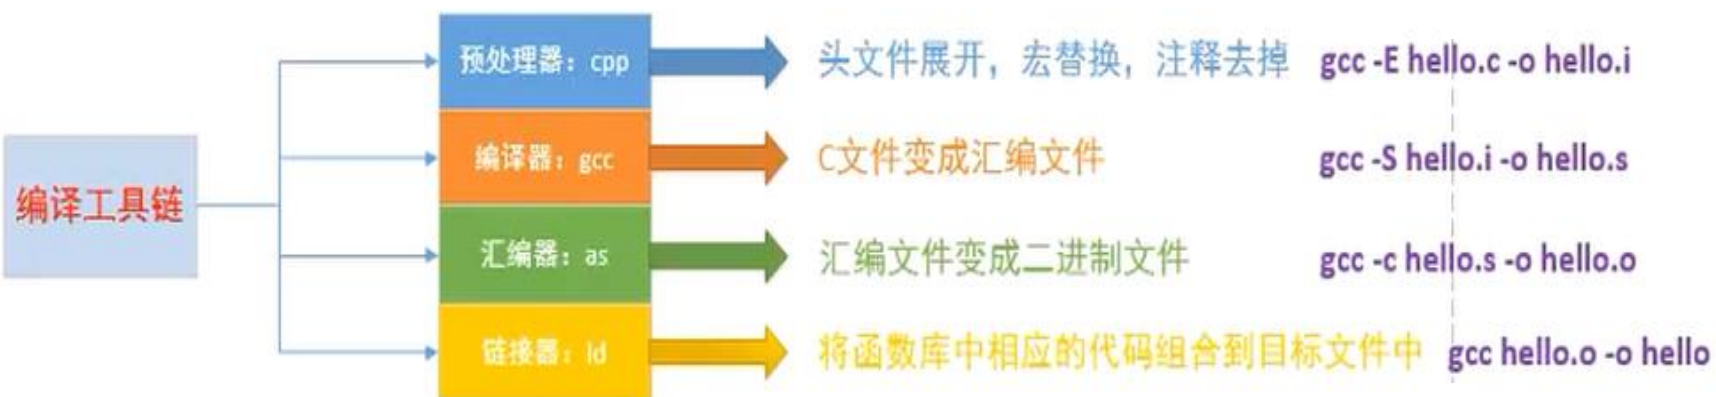 编译工具链
预处理器：cpp
头文件展开，宏替换，注释去掉
gcc -E hello.c -o hello.i
编译器：gcc
C文件变成汇编文件
gcc -S hello.i -o hello.s
汇编器：as
汇编文件变成二进制文件
gcc -c hello.s -o hello.o
链接器：ld
将函数库中相应的代码组合到目标文件中
gcc hello.o -o hello